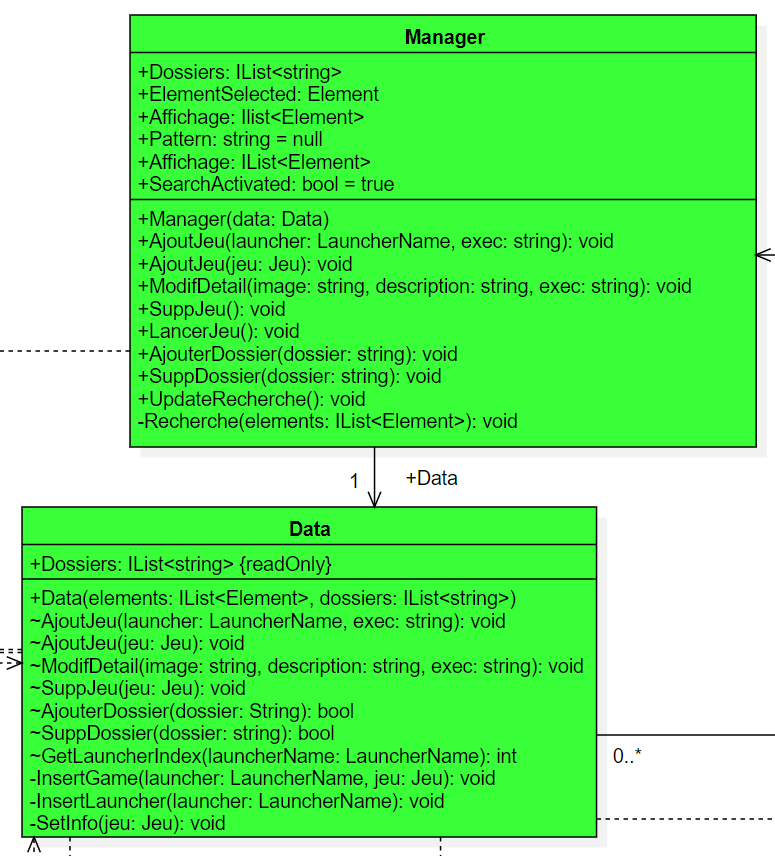 Manager
+Dossiers: IList<string>
+ElementSelected: Element
+Affichage: Ilist<Element>
+Pattern: string = null
+Affichage: IList<Element>
+SearchActivated: bool = true
+Manager(data: Data)
+AjoutJeu(launcher: LauncherName, exec: string): void
+AjoutJeu(jeu: Jeu): void
+ModifDetail(image: string, description: string, exec: string): void
+SuppJeu(): void
+LancerJeu(): void
+AjouterDossier(dossier: string): void
+SuppDossier(dossier: string): void
+UpdateRecherche(): void
-Recherche(elements: IList<Element>): void
1 +Data
Data
+Dossiers: IList<string> {readOnly}
+Data(elements: IList<Element>, dossiers: IList<string>)
~AjoutJeu(launcher: LauncherName, exec: string): void
~AjoutJeu(jeu: Jeu): void
~ModifDetail(image: string, description: string, exec: string): void
~SuppJeu(jeu: Jeu): void
~AjouterDossier(dossier: String): bool
~SuppDossier(dossier: string): bool
~GetLauncherIndex(launcherName: LauncherName): int
0..*
-InsertGame(launcher: LauncherName, jeu: Jeu): void
-InsertLauncher(launcher: LauncherName): void
-SetInfo(jeu: Jeu): void